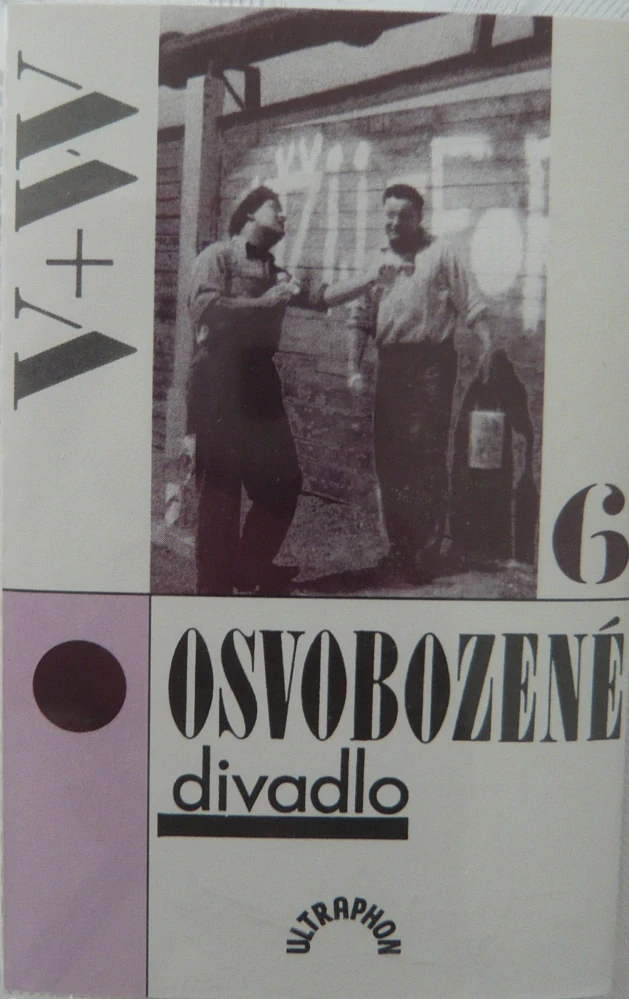 V+W
6
OSVOBOZENÉ
divadlo
ULTRAPHON